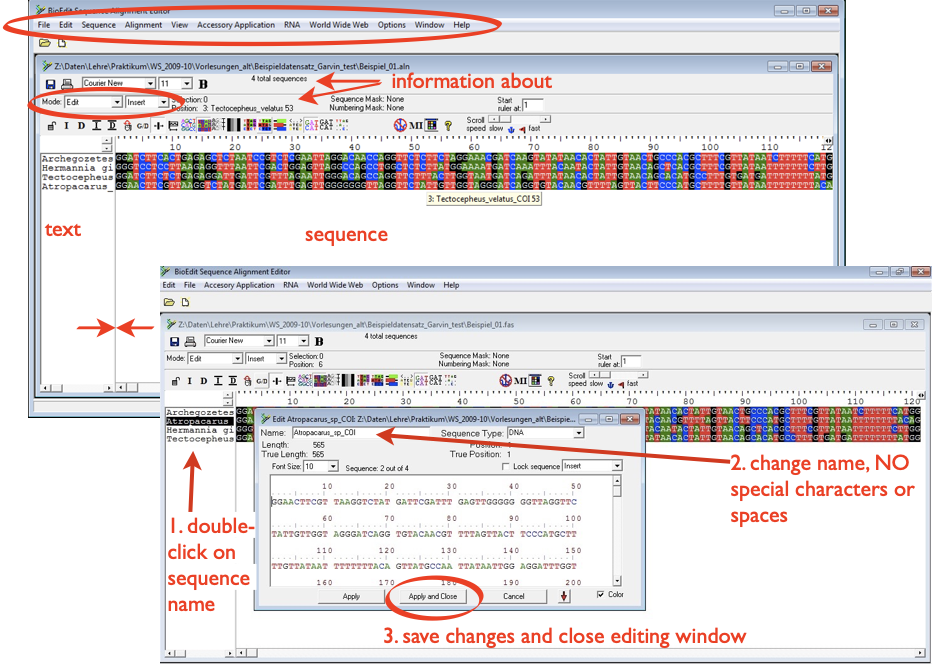 BioEdit Sequence Alignment Editor
File Edit Sequence Alignment View Accessory Application RNA World Wide Web Options Window Help
Z:\Daten\Lehre\Praktikum\WS_2009-10\Vorlesungen_alt\Beispieldatensatz_Garvin_test\Beispiel_01.aln
Courier New 11 B 4 total sequences
information about
Mode: Edit Insert Selection:0 Position: 3: Tectocepheus_velatus 53
Sequence Mask: None
Numbering Mask: None
Start ruler at: 1
I D I D G/D MI Scroll speed slow fast
10 20 30 40 50 60 70 80 90 100 110 120
Archegozetes
Hermannia gi
Tectocepheus
Atropacarus_
3: Tectocepheus_velatus_COI 53
text
sequence
BioEdit Sequence Alignment Editor
Edit File Accesory Application RNA World Wide Web Options Window Help
Z:\Daten\Lehre\Praktikum\WS_2009-10\Vorlesungen_alt\Beispieldatensatz_Garvin_test\Beispiel_01.fas
Courier New 11 B 4 total sequences
Mode: Edit Insert Selection:0 Position: 6
Sequence Mask: None
Numbering Mask: None
Start ruler at: 1
I D I D G/D MI Scroll speed slow fast
10 20 30 40 50 60 70 80 90 100 110 120
Archegozetes
Atropacarus_
Hermannia gi
Tectocepheus
Edit Atropacarus_sp_COI: Z:\Daten\Lehre\Praktikum\WS_2009-10\Vorlesungen_alt\Beispie...
Name: Atropacarus_sp_COI Sequence Type: DNA
Length: 565 Position: 1
True Length: 565 True Position: 1
Font Size: 10 Sequence: 2 out of 4 Lock sequence Insert
10 20 30 40 50
GGAACTTCGT TAAGGTCTAT GATTCGATTT GAGTTGGGGG GGTTAGGTTC
60 70 80 90 100
TATTGTTGGT AGGGATCAGG TGTACAACGT TTTAGTTACT TCCCATGCTT
110 120 130 140 150
TTGTTATAAT TTTTTTTACA GTTATGCCAA TTATAATTGG AGGATTTGGT
160 170 180 190 200
Apply Apply and Close Cancel Color
1. double-
click on
sequence
name
2. change name, NO
special characters or
spaces
3. save changes and close editing window